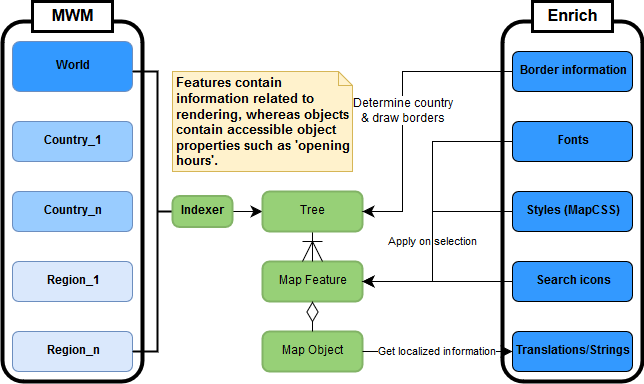 MWM
World
Country_1
Country_n
Region_1
Region_n
Features contain
information related to
rendering, whereas objects
contain accessible object
properties such as 'opening
hours'.
Indexer
Tree
Map Feature
Map Object
Determine country
& draw borders
Apply on selection
Get localized information
Enrich
Border information
Fonts
Styles (MapCSS)
Search icons
Translations/Strings